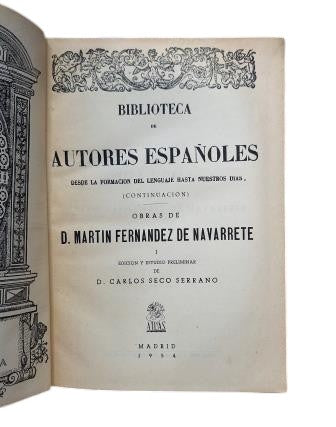 BIBLIOTECA
DE
AUTORES ESPAÑOLES
DESDE LA FORMACION DEL LENGUAJE HASTA NUESTROS DIAS.
(CONTINUACION)
OBRAS DE
D. MARTIN FERNANDEZ DE NAVARRETE
I
EDICION Y ESTUDIO PRELIMINAR
DE
D. CARLOS SECO SERRANO
ATLAS
MADRID
1954
A